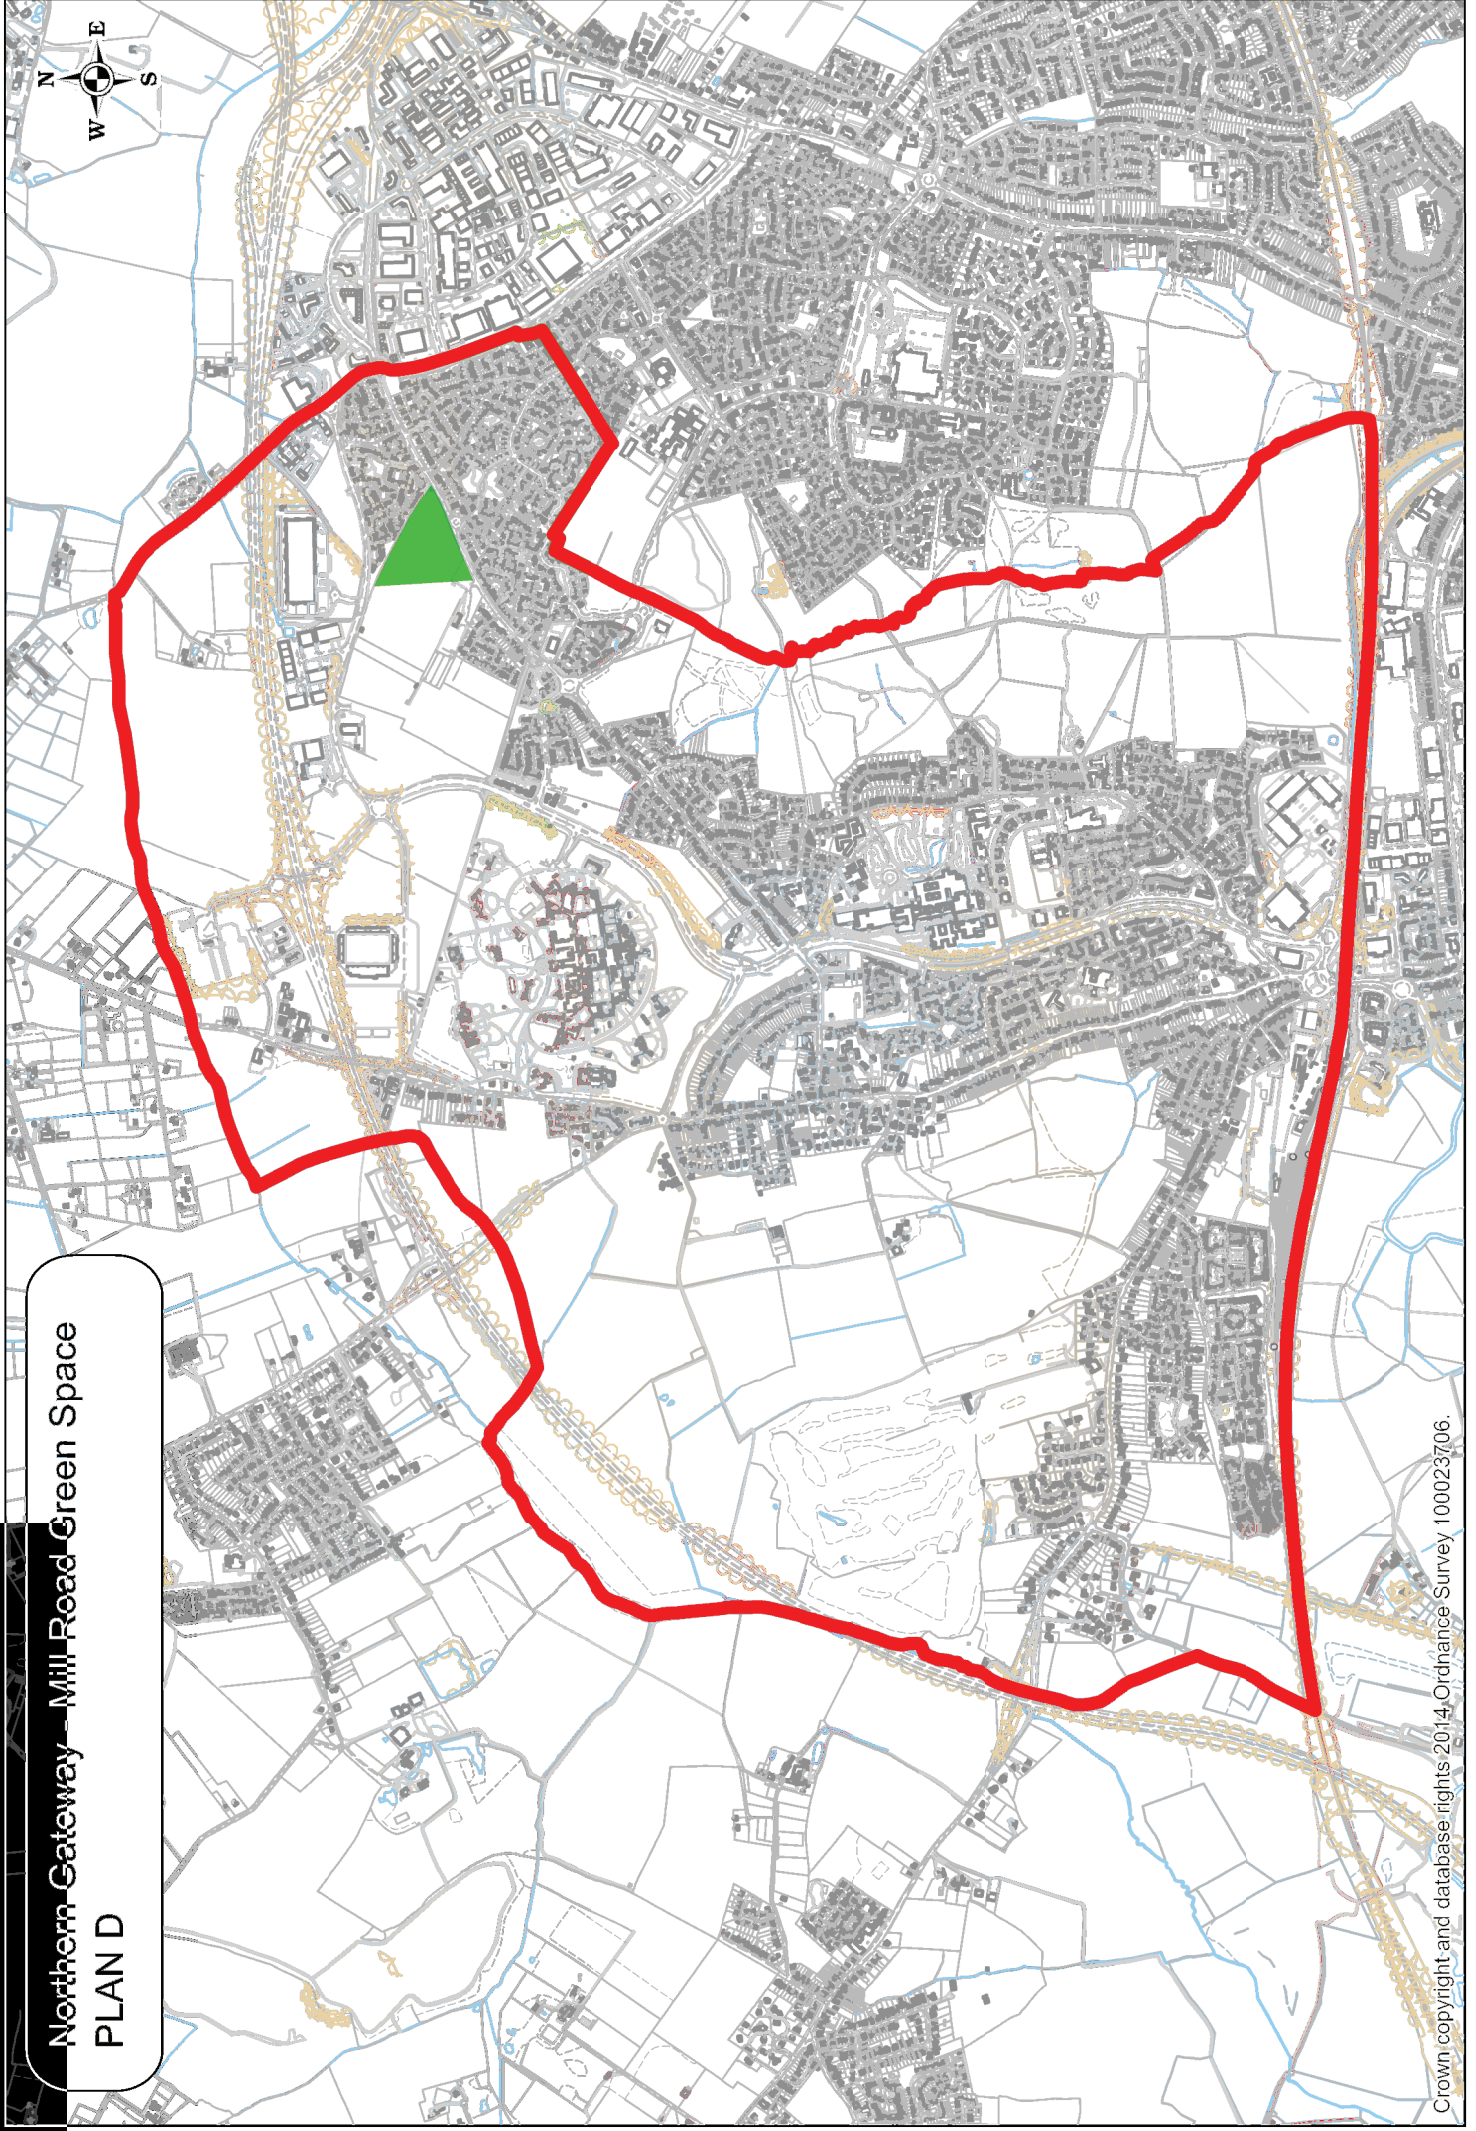 Northern Gateway - Mill Road Green Space
PLAN D
N
W
E
S
Crown copyright and database rights 2014 Ordnance Survey 100023706.